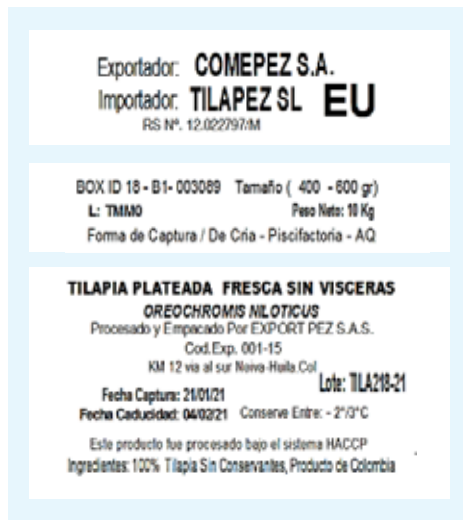 Exportador: COMEPEZ S.A.
Importador: TILAPEZ SL EU
RS Nº. 12.022797/M
BOX ID 18 - B1- 003089 Tamaño ( 400 - 600 gr)
L: TMM0 Peso Neto: 10 Kg
Forma de Captura / De Cria - Piscifactoria - AQ
TILAPIA PLATEADA FRESCA SIN VISCERAS
OREOCHROMIS NILOTICUS
Procesado y Empacado Por EXPORT PEZ S.A.S.
Cod.Exp. 001-15
KM 12 via al sur Neiva-Huila.Col
Lote: TILA218-21
Fecha Captura: 21/01/21
Fecha Caducidad: 04/02/21 Conserve Entre: - 2°/3°C
Este producto fue procesado bajo el sistema HACCP
Ingredientes: 100% Tilapia Sin Conservantes, Producto de Colombia